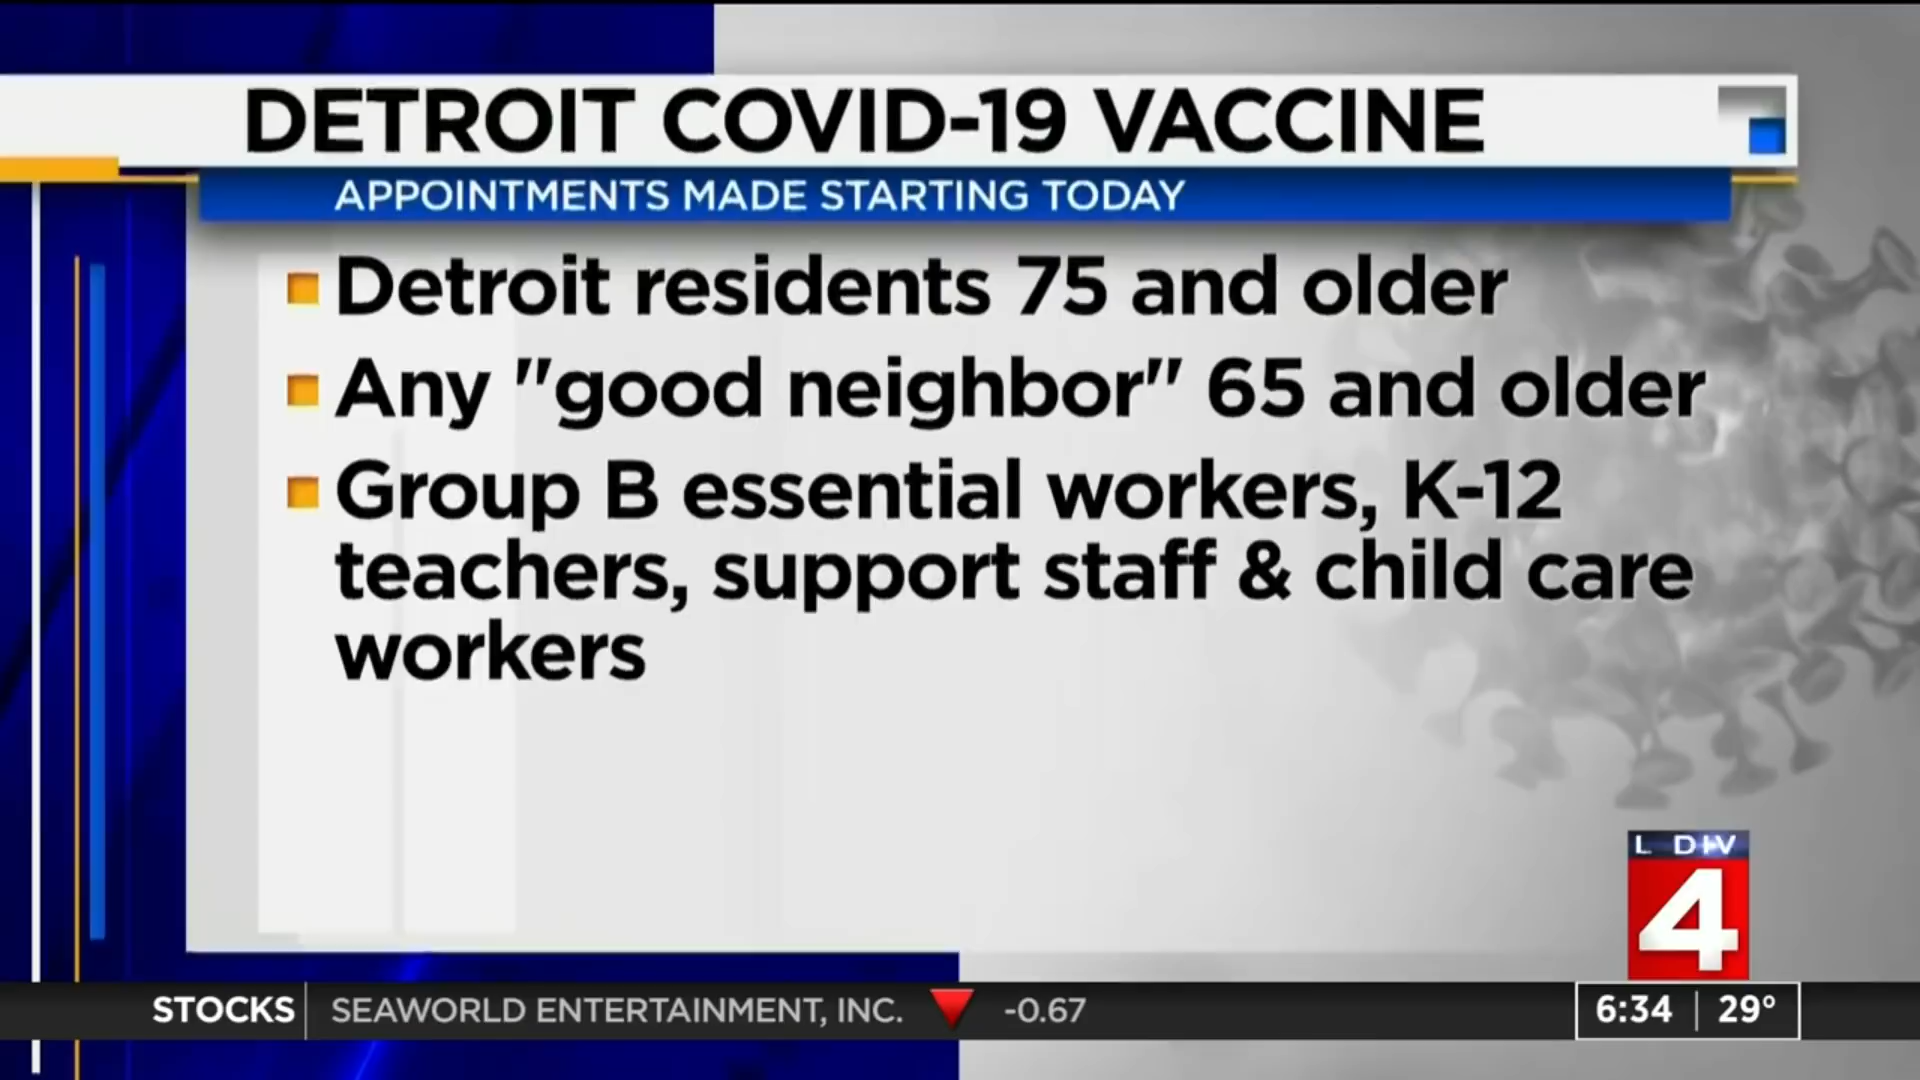 DETROIT COVID-19 VACCINE
APPOINTMENTS MADE STARTING TODAY
Detroit residents 75 and older
Any "good neighbor" 65 and older
Group B essential workers, K-12
teachers, support staff & child care
workers
L DIV
4
STOCKS SEAWORLD ENTERTAINMENT, INC. -0.67
6:34 29°